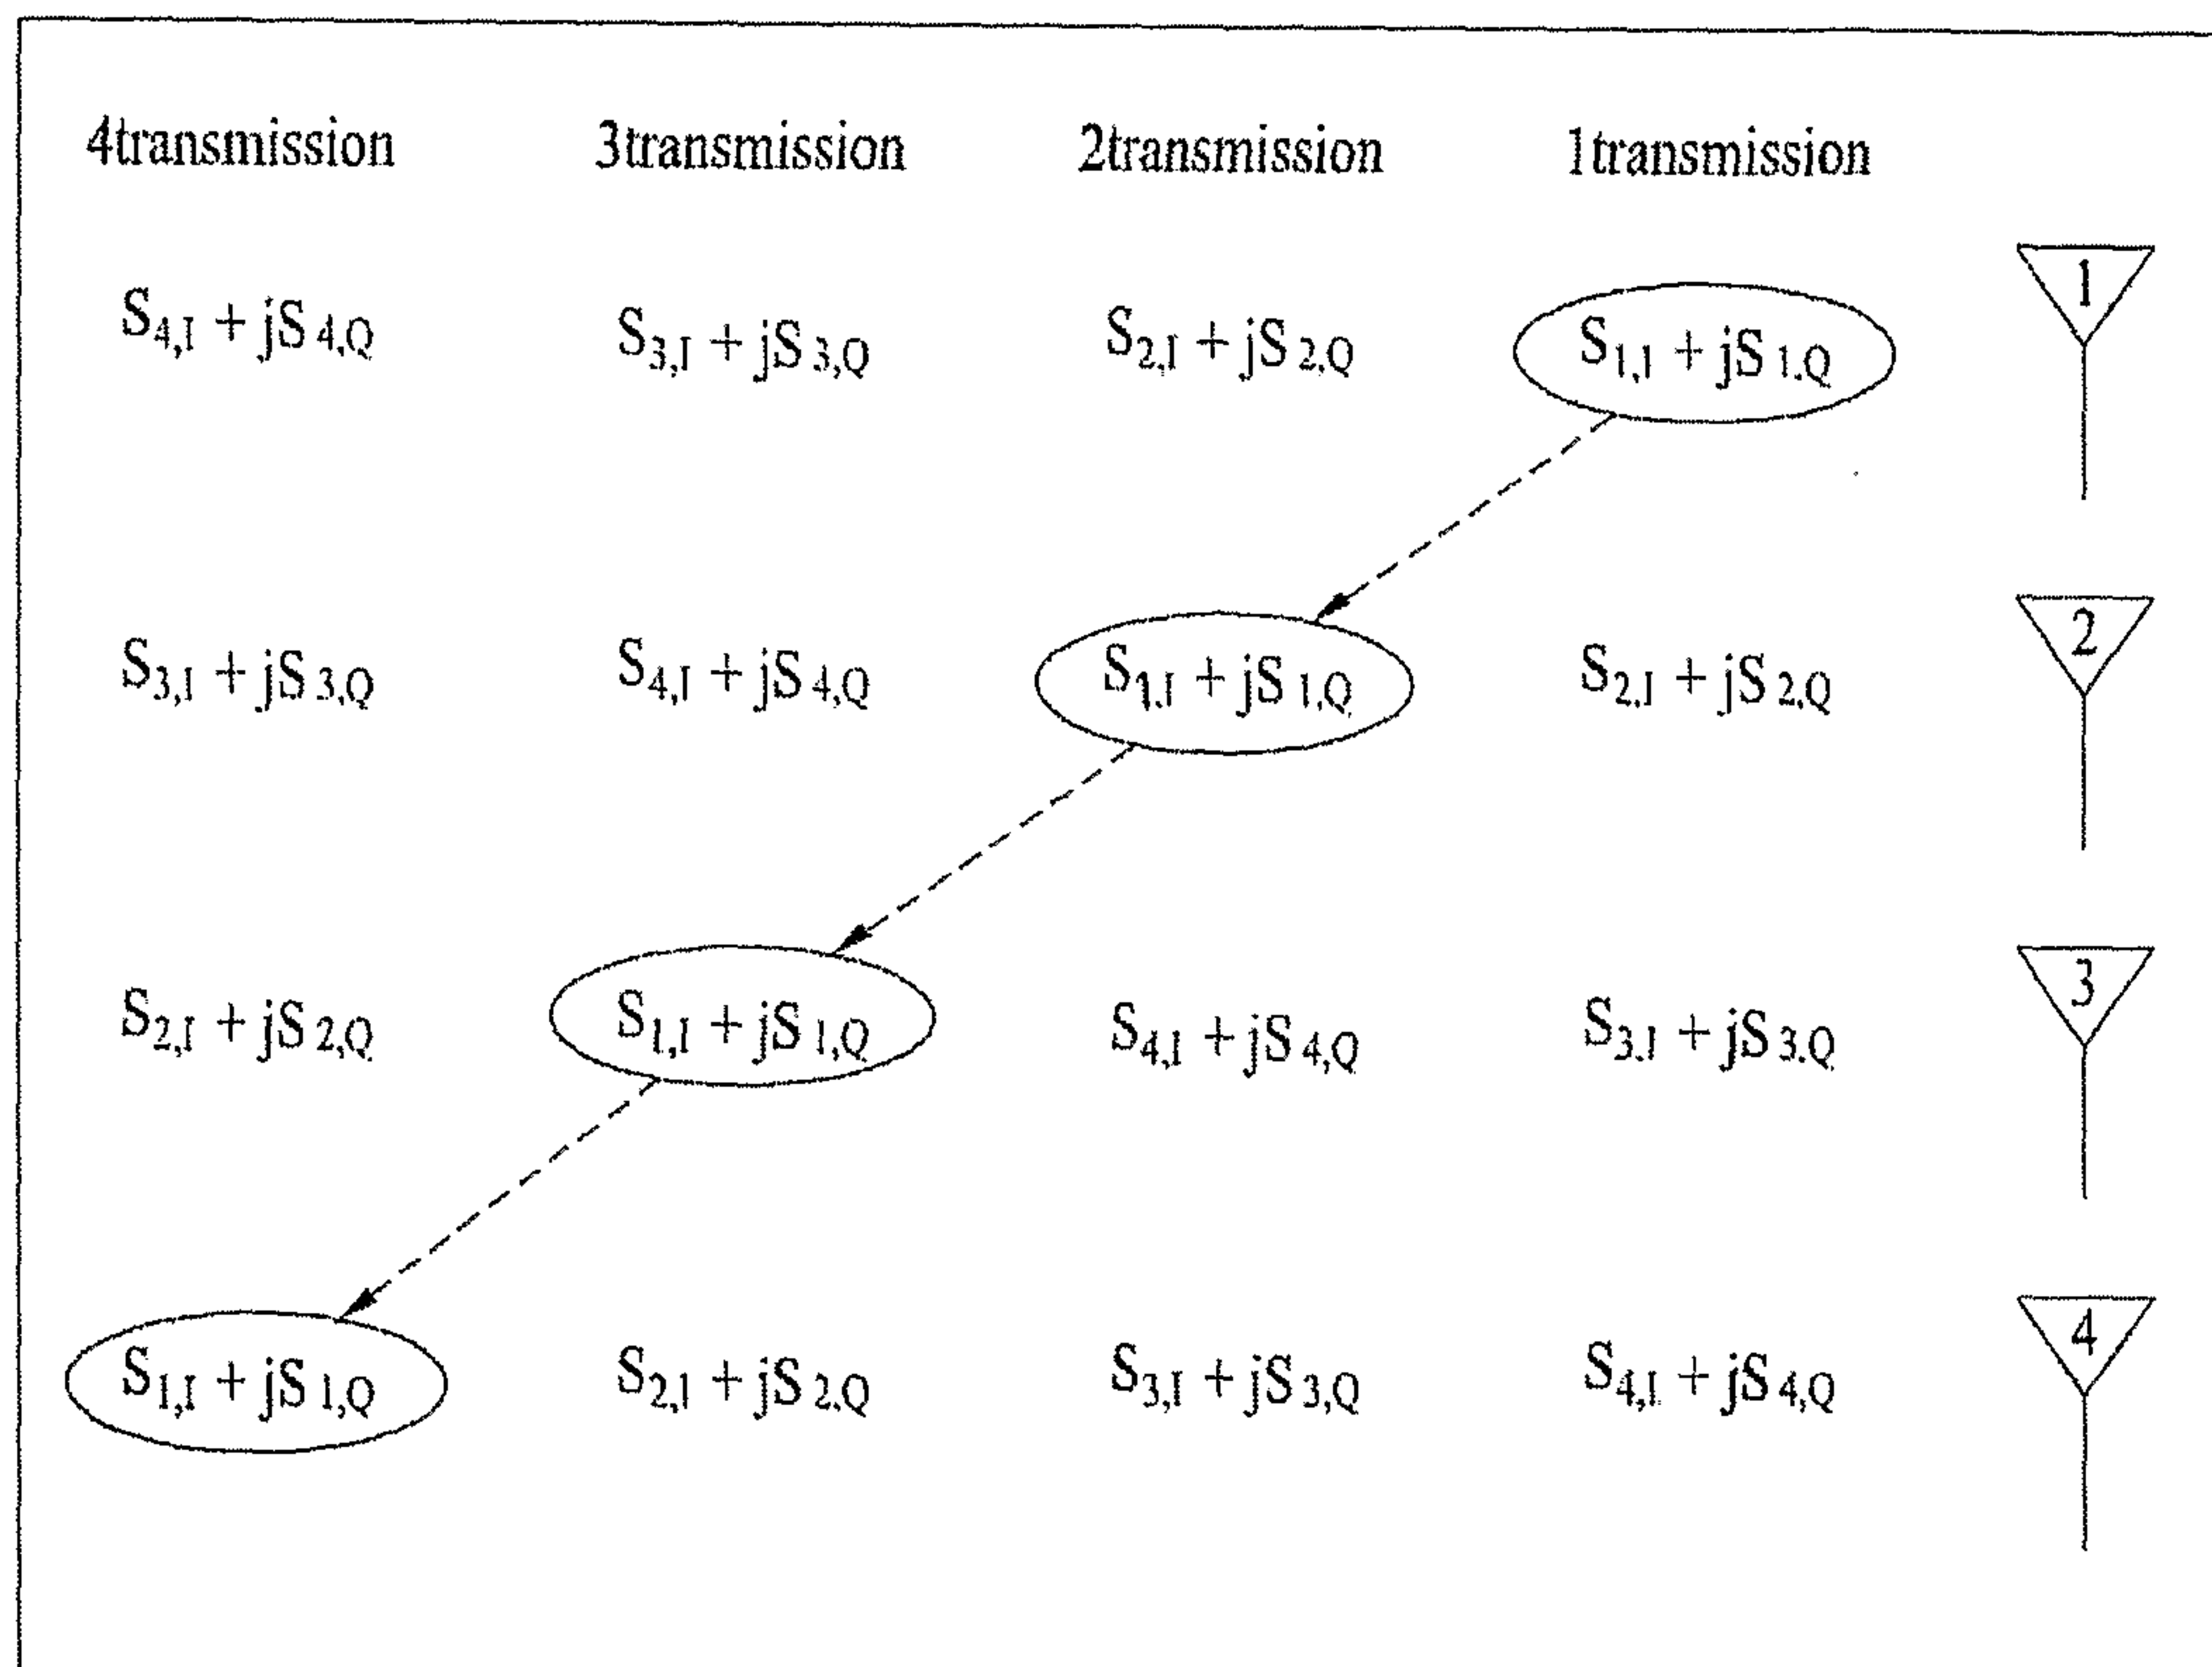 4transmission 3transmission 2transmission 1transmission
S4,I + jS4,Q S3,I + jS3,Q S2,I + jS2,Q S1,I + jS1,Q 1
S3,I + jS3,Q S4,I + jS4,Q S1,I + jS1,Q S2,I + jS2,Q 2
S2,I + jS2,Q S1,I + jS1,Q S4,I + jS4,Q S3,I + jS3,Q 3
S1,I + jS1,Q S2,I + jS2,Q S3,I + jS3,Q S4,I + jS4,Q 4